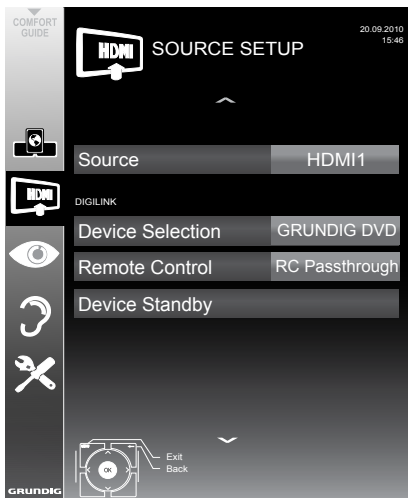 COMFORT
GUIDE
HDMI
SOURCE SETUP
20.09.2010
15:46
Source
HDMI1
HDMI
DIGILINK
Device Selection
GRUNDIG DVD
Remote Control
RC Passthrough
Device Standby
Exit
Back
OK
GRUNDIG